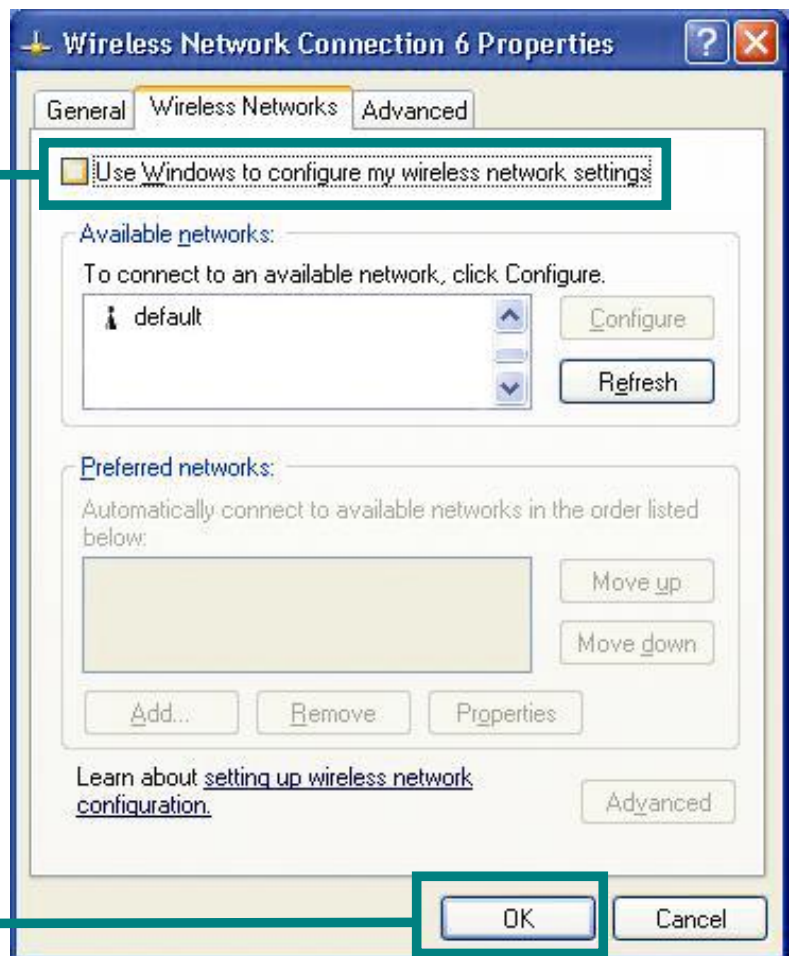 Wireless Network Connection 6 Properties
General Wireless Networks Advanced
Use Windows to configure my wireless network settings
Available networks:
To connect to an available network, click Configure.
default
Configure
Refresh
Preferred networks:
Automatically connect to available networks in the order listed
below:
Move up
Move down
Add... Remove Properties
Learn about setting up wireless network
configuration.
Advanced
OK Cancel